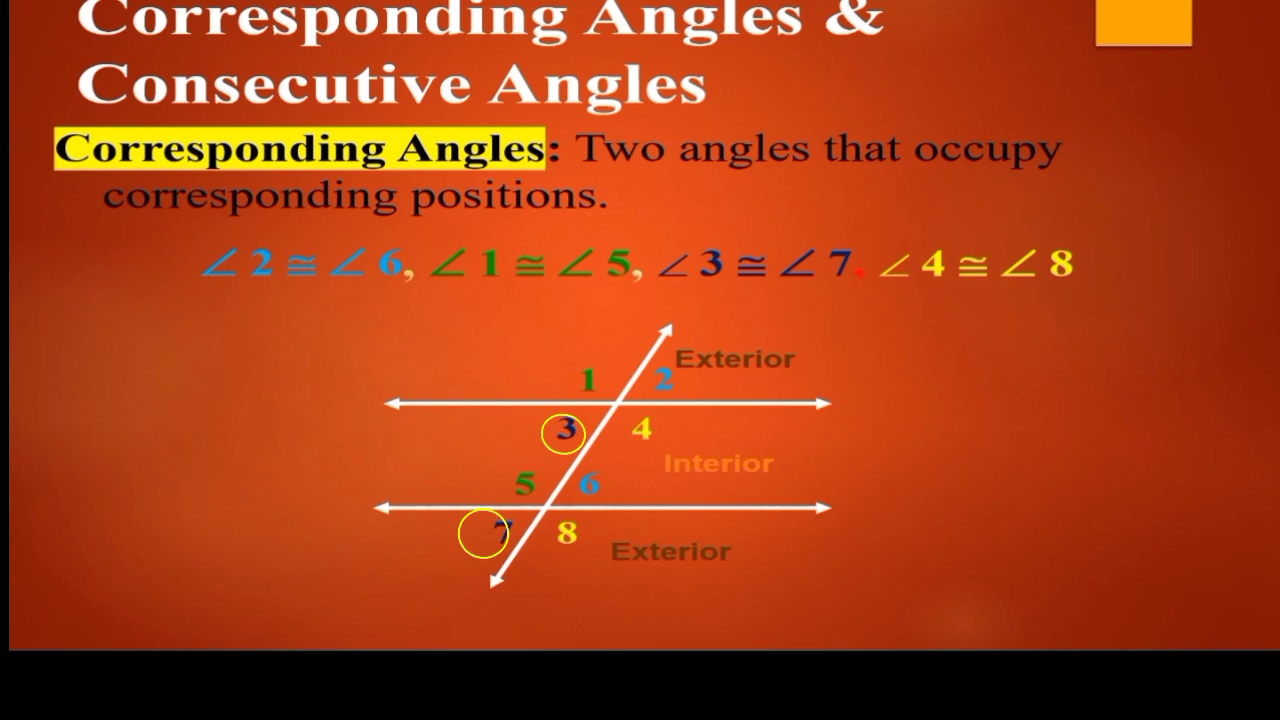 Corresponding Angles &
Consecutive Angles
Corresponding Angles: Two angles that occupy
corresponding positions.
∠ 2 ≅ ∠ 6, ∠ 1 ≅ ∠ 5, ∠ 3 ≅ ∠ 7, ∠ 4 ≅ ∠ 8
Exterior
1 2
3 4
Interior
5 6
7 8
Exterior